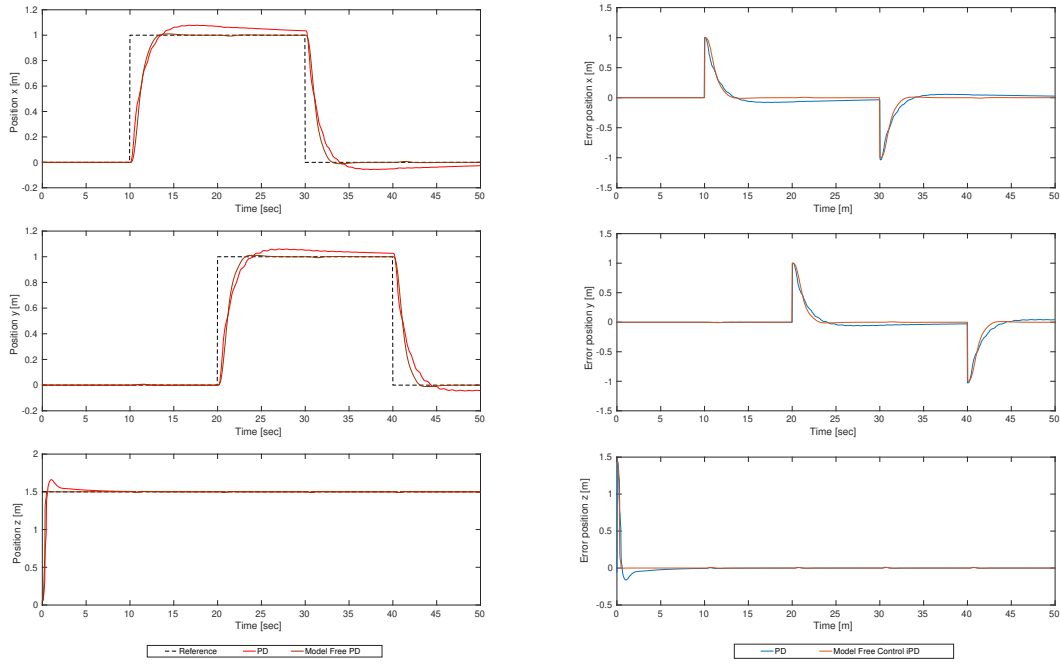 1.2
1
0.8
0.6
0.4
0.2
0
-0.2
Position x [m]
0 5 10 15 20 25 30 35 40 45 50
Time [sec]
1.2
1
0.8
0.6
0.4
0.2
0
-0.2
Position y [m]
0 5 10 15 20 25 30 35 40 45 50
Time [sec]
2
1.5
1
0.5
0
Position z [m]
0 5 10 15 20 25 30 35 40 45 50
Time [sec]
Reference PD Model Free PD
1.5
1
0.5
0
-0.5
-1
-1.5
Error position x [m]
0 5 10 15 20 25 30 35 40 45 50
Time [m]
1.5
1
0.5
0
-0.5
-1
-1.5
Error position y [m]
0 5 10 15 20 25 30 35 40 45 50
Time [sec]
1.5
1
0.5
0
-0.5
Error position z [m]
0 5 10 15 20 25 30 35 40 45 50
Time [m]
PD Model Free Control iPD